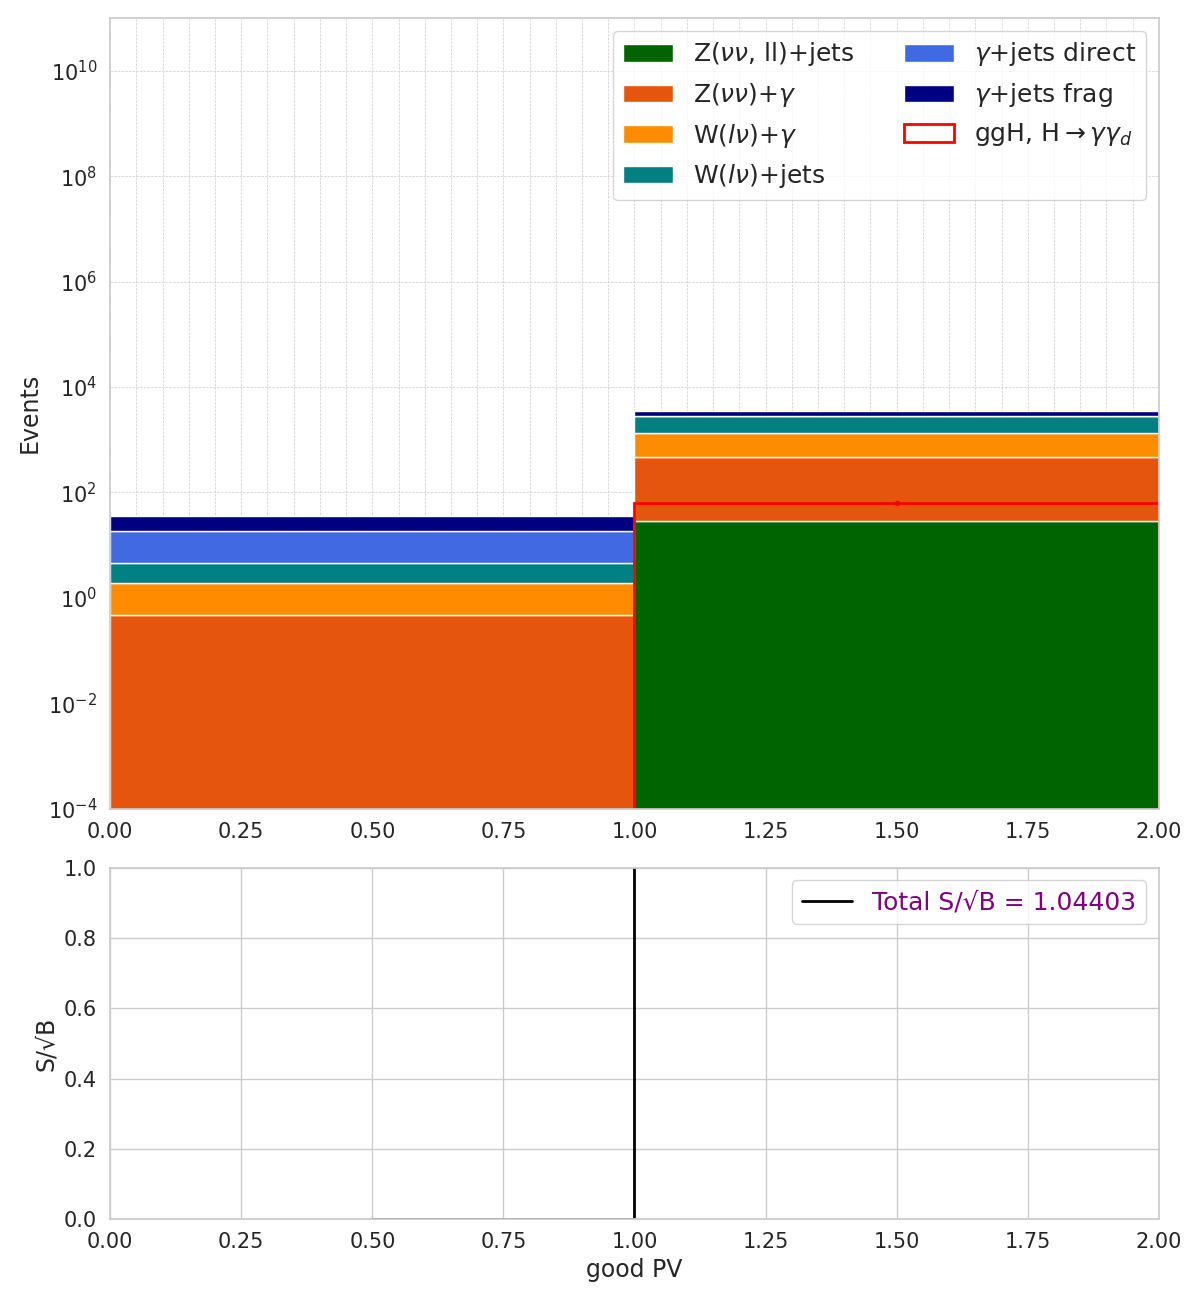 Z(νν, ll)+jets
Z(νν)+γ
W(lν)+γ
W(lν)+jets
γ+jets direct
γ+jets frag
ggH, H→γγ_d
Events
10^10
10^8
10^6
10^4
10^2
10^0
10^−2
10^−4
0.00 0.25 0.50 0.75 1.00 1.25 1.50 1.75 2.00
Total S/√B = 1.04403
S/√B
1.0
0.8
0.6
0.4
0.2
0.0
0.00 0.25 0.50 0.75 1.00 1.25 1.50 1.75 2.00
good PV